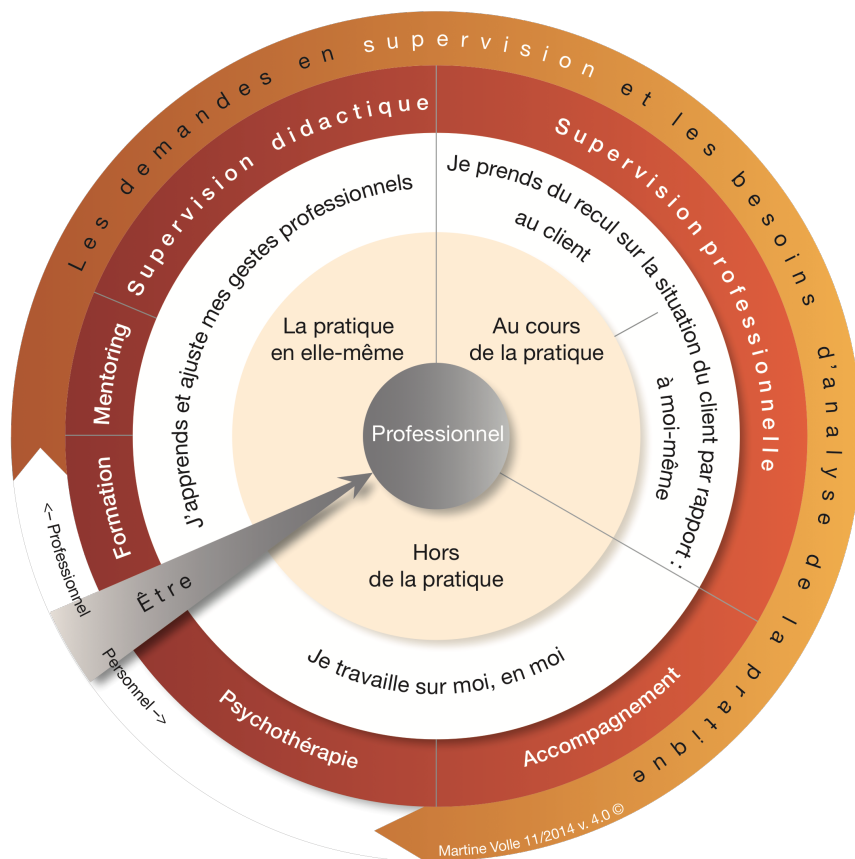 Les demandes en supervision et les besoins d'analyse de la pratique
Supervision didactique
Supervision professionnelle
Mentoring
Formation
Psychothérapie
Accompagnement
J'apprends et ajuste mes gestes professionnels
Je prends du recul sur la situation du client par rapport :
au client
à moi-même
Je travaille sur moi, en moi
La pratique
en elle-même
Au cours
de la pratique
Hors
de la pratique
Professionnel
Être
<– Professionnel
Personnel –>
Martine Volle 11/2014 v. 4.0 ©